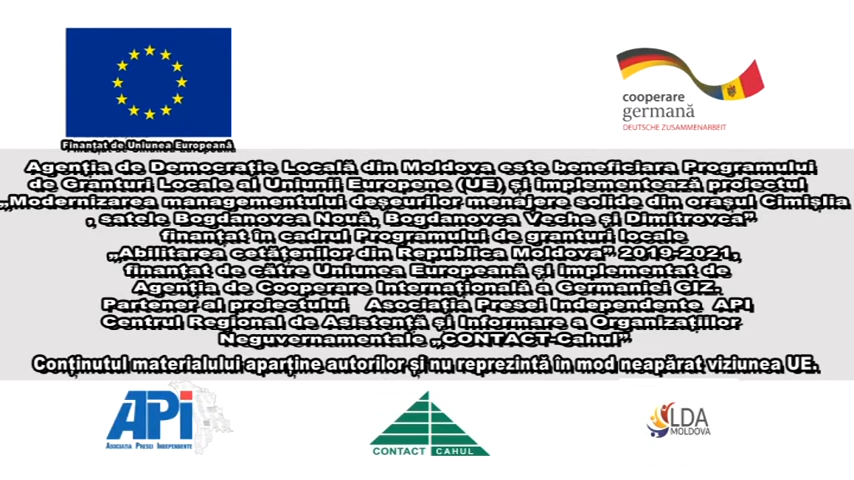 Finanțat de Uniunea Europeană
cooperare
germană
DEUTSCHE ZUSAMMENARBEIT
Agenția de Democrație Locală din Moldova este beneficiara Programului
de Granturi Locale al Uniunii Europene (UE) și implementează proiectul
„Modernizarea managementului deșeurilor menajere solide din orașul Cimișlia
, satele Bogdanovca Nouă, Bogdanovca Veche și Dimitrovca”
finanțat în cadrul Programului de granturi locale
„Abilitarea cetățenilor din Republica Moldova” 2019-2021,
finanțat de către Uniunea Europeană și implementat de
Agenția de Cooperare Internațională a Germaniei GIZ.
Partener al proiectului Asociația Presei Independente API
Centrul Regional de Asistență și Informare a Organizațiilor
Neguvernamentale „CONTACT-Cahul”
Conținutul materialului aparține autorilor și nu reprezintă în mod neapărat viziunea UE.
APi
ASOCIAȚIA PRESEI INDEPENDENTE
CONTACT CAHUL
LDA
MOLDOVA